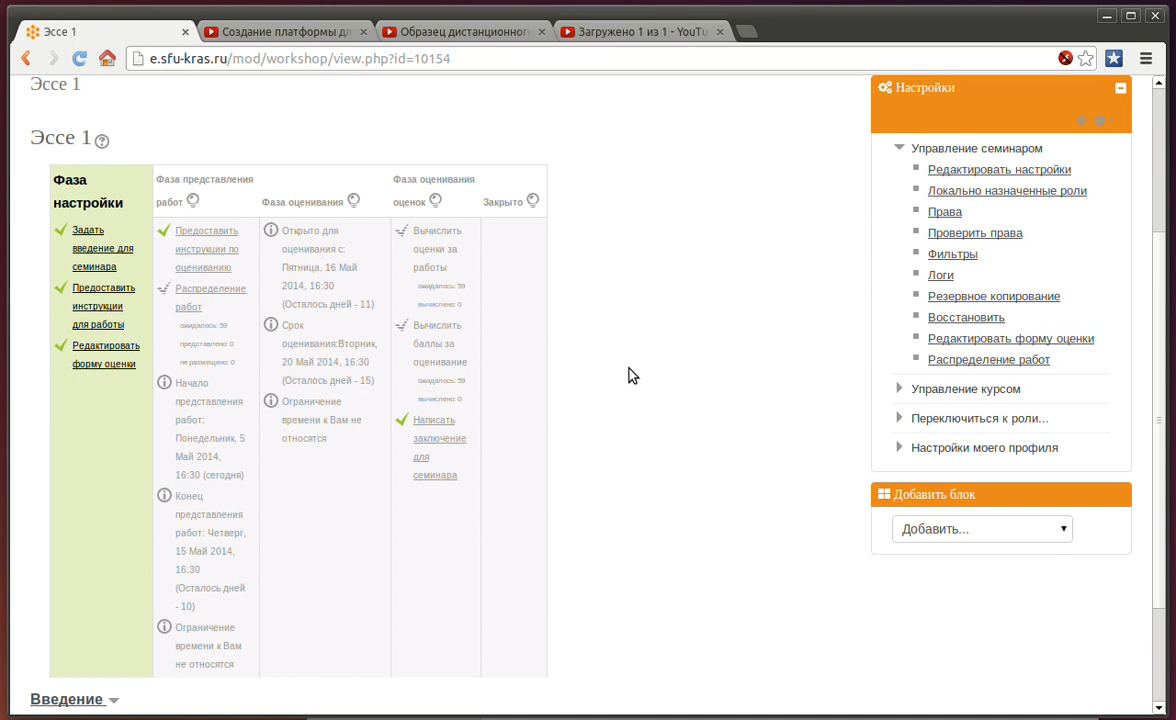 Эссе 1
Создание платформы дл
Образец дистанционного
Загружено 1 из 1 - YouTu
e.sfu-kras.ru/mod/workshop/view.php?id=10154
Эссе 1
Эссе 1
Фаза
настройки
Задать
введение для
семинара
Предоставить
инструкции
для работы
Редактировать
форму оценки
Фаза представления
работ
Предоставить
инструкции по
оцениванию
Распределение
работ
ожидалось: 59
представлено: 0
не размещено: 0
Начало
представления
работ:
Понедельник, 5
Май 2014,
16:30 (сегодня)
Конец
представления
работ: Четверг,
15 Май 2014,
16:30
(Осталось дней
- 10)
Ограничение
времени к Вам
не относятся
Фаза оценивания
Открыто для
оценивания с:
Пятница, 16 Май
2014, 16:30
(Осталось дней - 11)
Срок
оценивания:Вторник,
20 Май 2014, 16:30
(Осталось дней - 15)
Ограничение
времени к Вам не
относятся
Фаза оценивания
оценок
Вычислить
оценки за
работы
ожидалось: 59
вычислено: 0
Вычислить
баллы за
оценивание
ожидалось: 59
вычислено: 0
Написать
заключение
для
семинара
Закрыто
Введение
Настройки
Управление семинаром
Редактировать настройки
Локально назначенные роли
Права
Проверить права
Фильтры
Логи
Резервное копирование
Восстановить
Редактировать форму оценки
Распределение работ
Управление курсом
Переключиться к роли...
Настройки моего профиля
Добавить блок
Добавить...